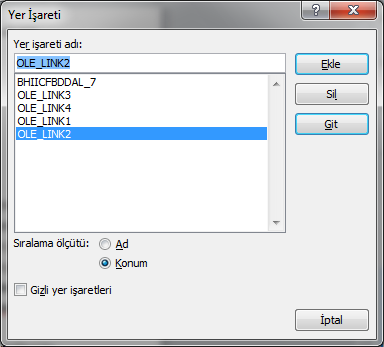 Yer İşareti
Yer işareti adı:
OLE_LINK2
Ekle
BHIICFBDDAL_7
OLE_LINK3
OLE_LINK4
OLE_LINK1
OLE_LINK2
Sil
Git
Sıralama ölçütü:
Ad
Konum
Gizli yer işaretleri
İptal